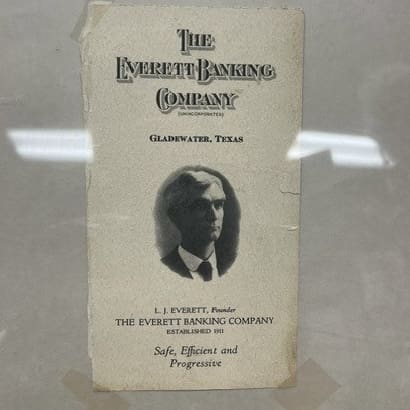 THE
EVERETT BANKING
COMPANY
(UNINCORPORATED)
GLADEWATER, TEXAS
L. J. EVERETT, Founder
THE EVERETT BANKING COMPANY
ESTABLISHED 1911
Safe, Efficient and
Progressive